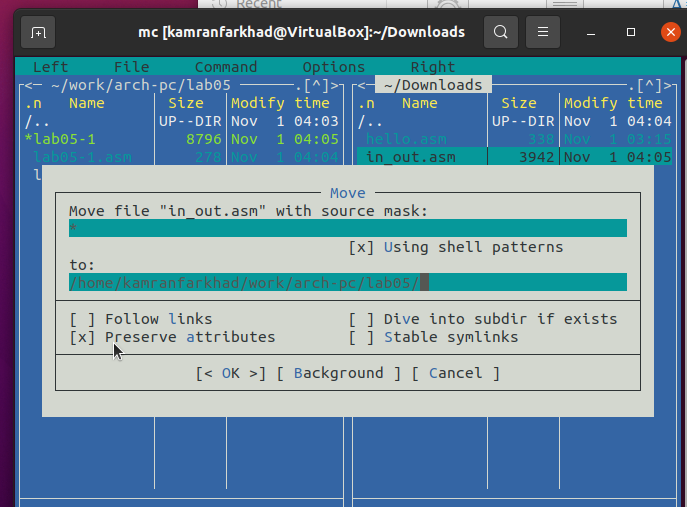 Recent
mc [kamranfarkhad@VirtualBox]:~/Downloads
Left File Command Options Right
<─ ~/work/arch-pc/lab05 .[^]> <─ ~/Downloads .[^]>
.n Name Size Modify time .n Name Size Modify time
/.. UP--DIR Nov 1 04:03 /.. UP--DIR Nov 1 04:04
*lab05-1 8796 Nov 1 04:05 hello.asm 338 Nov 1 03:15
lab05-1.asm 278 Nov 1 04:05 in_out.asm 3942 Nov 1 04:05
l
Move
Move file "in_out.asm" with source mask:
*
[x] Using shell patterns
to:
/home/kamranfarkhad/work/arch-pc/lab05/
[ ] Follow links [ ] Dive into subdir if exists
[x] Preserve attributes [ ] Stable symlinks
[< OK >] [ Background ] [ Cancel ]